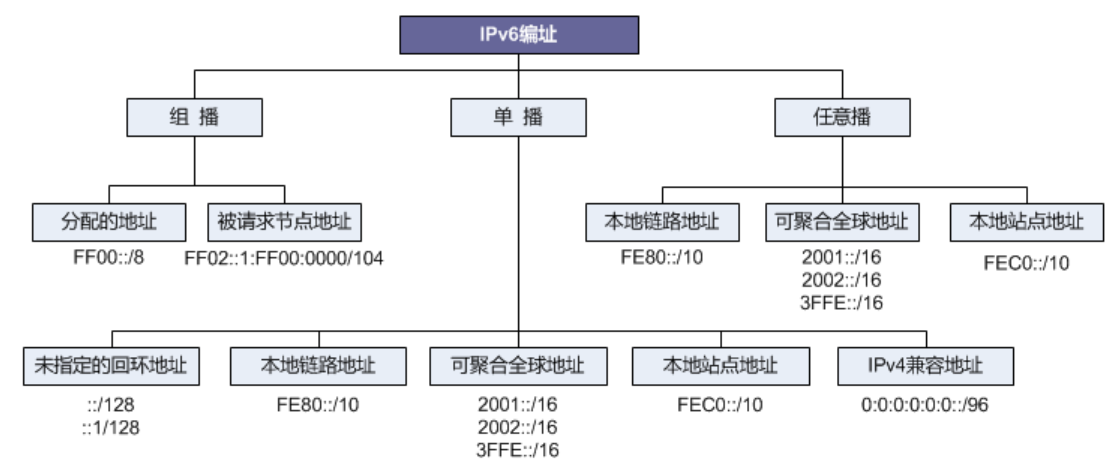 IPv6编址
组 播
单 播
任意播
分配的地址
FF00::/8
被请求节点地址
FF02::1:FF00:0000/104
本地链路地址
FE80::/10
可聚合全球地址
2001::/16
2002::/16
3FFE::/16
本地站点地址
FEC0::/10
未指定的回环地址
::/128
::1/128
本地链路地址
FE80::/10
可聚合全球地址
2001::/16
2002::/16
3FFE::/16
本地站点地址
FEC0::/10
IPv4兼容地址
0:0:0:0:0:0::/96